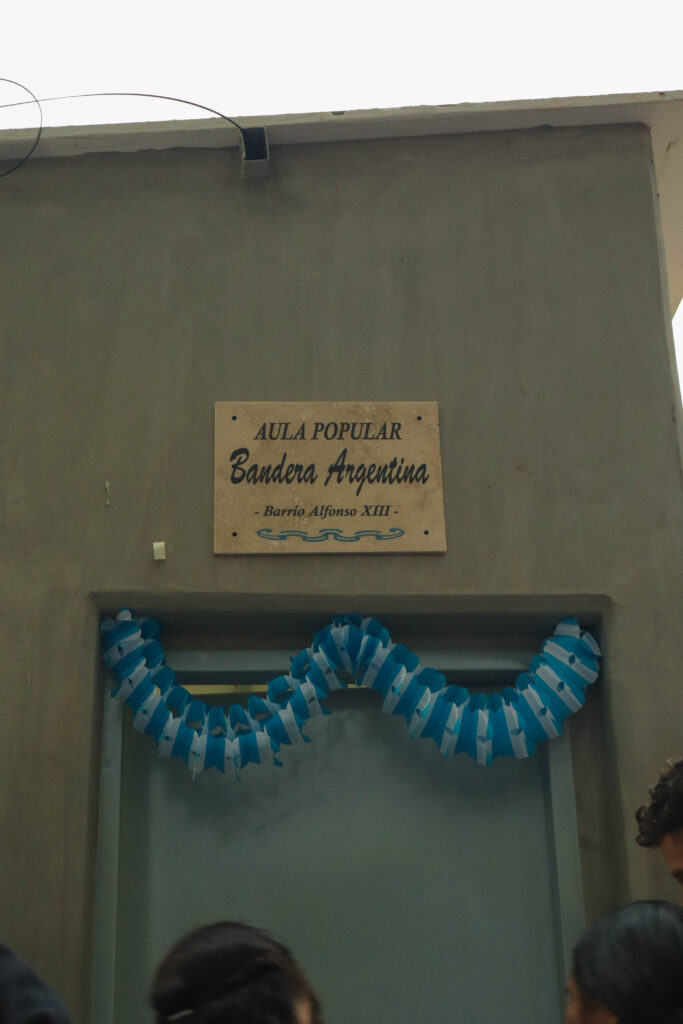 AULA POPULAR
Bandera Argentina
- Barrio Alfonso XIII -